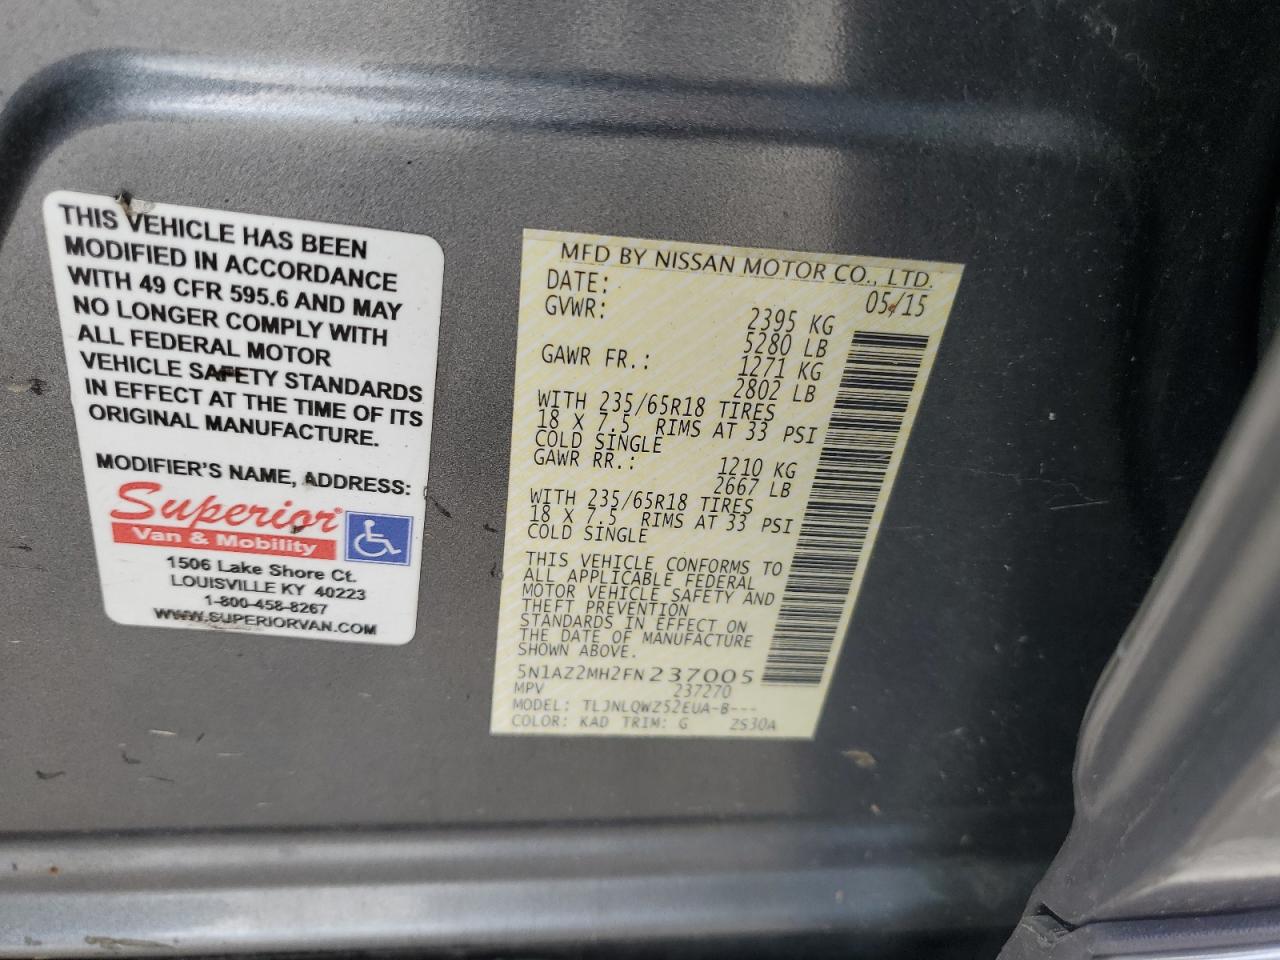 THIS VEHICLE HAS BEEN
MODIFIED IN ACCORDANCE
WITH 49 CFR 595.6 AND MAY
NO LONGER COMPLY WITH
ALL FEDERAL MOTOR
VEHICLE SAFETY STANDARDS
IN EFFECT AT THE TIME OF ITS
ORIGINAL MANUFACTURE.
MODIFIER'S NAME, ADDRESS:
Superior®
Van & Mobility
1506 Lake Shore Ct.
LOUISVILLE KY 40223
1-800-458-8267
WWW.SUPERIORVAN.COM
MFD BY NISSAN MOTOR CO., LTD.
DATE: 05/15
GVWR: 2395 KG
5280 LB
GAWR FR.: 1271 KG
2802 LB
WITH 235/65R18 TIRES
18 X 7.5 RIMS AT 33 PSI
COLD SINGLE
GAWR RR.: 1210 KG
2667 LB
WITH 235/65R18 TIRES
18 X 7.5 RIMS AT 33 PSI
COLD SINGLE
THIS VEHICLE CONFORMS TO
ALL APPLICABLE FEDERAL
MOTOR VEHICLE SAFETY AND
THEFT PREVENTION
STANDARDS IN EFFECT ON
THE DATE OF MANUFACTURE
SHOWN ABOVE.
5N1AZ2MH2FN237005
MPV 237270
MODEL: TLJNLQWZ52EUA-B---
COLOR: KAD TRIM: G ZS30A